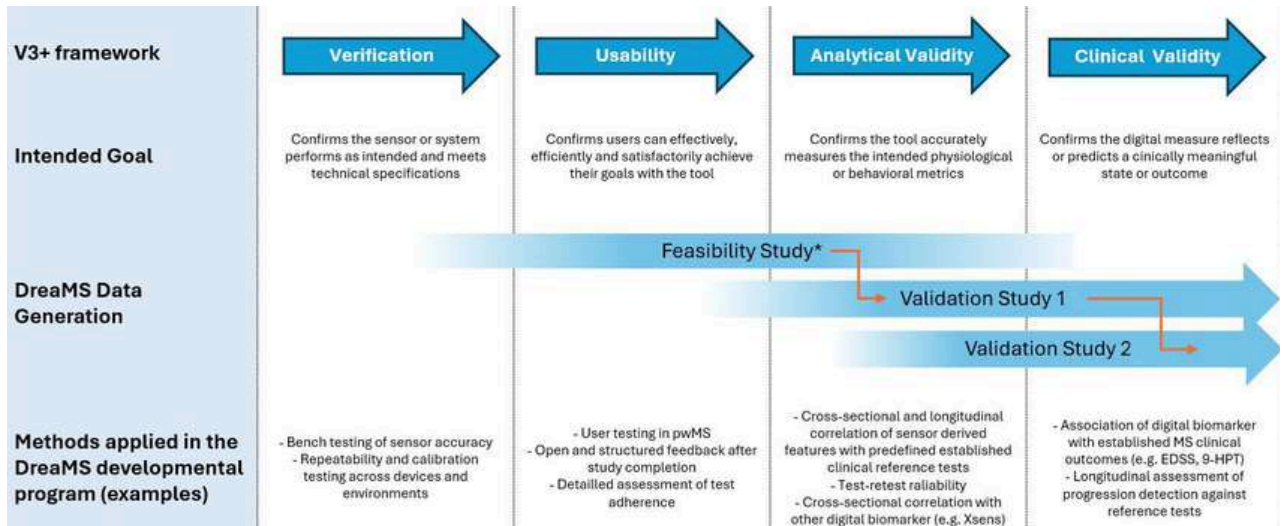 V3+ framework
Verification
Usability
Analytical Validity
Clinical Validity
Intended Goal
Confirms the sensor or system
performs as intended and meets
technical specifications
Confirms users can effectively,
efficiently and satisfactorily achieve
their goals with the tool
Confirms the tool accurately
measures the intended physiological
or behavioral metrics
Confirms the digital measure reflects
or predicts a clinically meaningful
state or outcome
DreaMS Data
Generation
Feasibility Study*
Validation Study 1
Validation Study 2
Methods applied in the
DreaMS developmental
program (examples)
- Bench testing of sensor accuracy
- Repeatability and calibration
testing across devices and
environments
- User testing in pwMS
- Open and structured feedback after
study completion
- Detailled assessment of test
adherence
- Cross-sectional and longitudinal
correlation of sensor derived
features with predefined established
clinical reference tests
- Test-retest raliability
- Cross-sectional correlation with
other digital biomarker (e.g. Xsens)
- Association of digital biomarker
with established MS clinical
outcomes (e.g. EDSS, 9-HPT)
- Longitudinal assessment of
progression detection against
reference tests